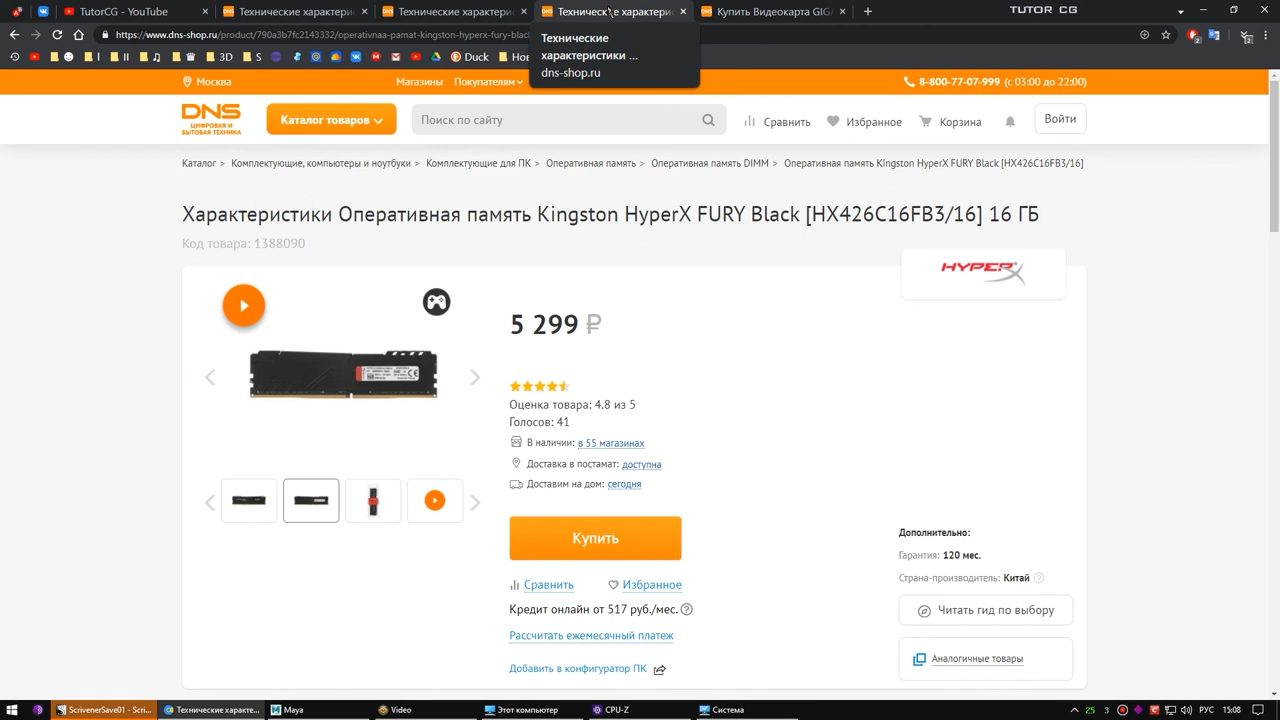 TutorCG - YouTube
Технические характери
Технические характери
Технические характери
Купить Видеокарта GIGA
TUTOR CG
https://www.dns-shop.ru/product/790a3b7fc2143332/operativnaa-pamat-kingston-hyperx-fury-blac
Технические
характеристики ...
dns-shop.ru
Я
М
3D
S
Duck
Нов
Москва
Магазины
Покупателям
8-800-77-07-999 (с 03:00 до 22:00)
DNS
ЦИФРОВАЯ И
БЫТОВАЯ ТЕХНИКА
Каталог товаров
Поиск по сайту
Сравнить
Избранное
Корзина
Войти
Каталог > Комплектующие, компьютеры и ноутбуки > Комплектующие для ПК > Оперативная память > Оперативная память DIMM > Оперативная память Kingston HyperX FURY Black [HX426C16FB3/16]
Характеристики Оперативная память Kingston HyperX FURY Black [HX426C16FB3/16] 16 ГБ
Код товара: 1388090
HYPERX
5 299 ₽
Оценка товара: 4.8 из 5
Голосов: 41
В наличии: в 55 магазинах
Доставка в постамат: доступна
Доставим на дом: сегодня
Купить
Сравнить
Избранное
Кредит онлайн от 517 руб./мес.
Рассчитать ежемесячный платеж
Добавить в конфигуратор ПК
Дополнительно:
Гарантия: 120 мес.
Страна-производитель: Китай
Читать гид по выбору
Аналогичные товары
ScrivenerSave01 - Scri...
Технические характе...
Maya
Video
Этот компьютер
CPU-Z
Система
25
3
РУС
15:08